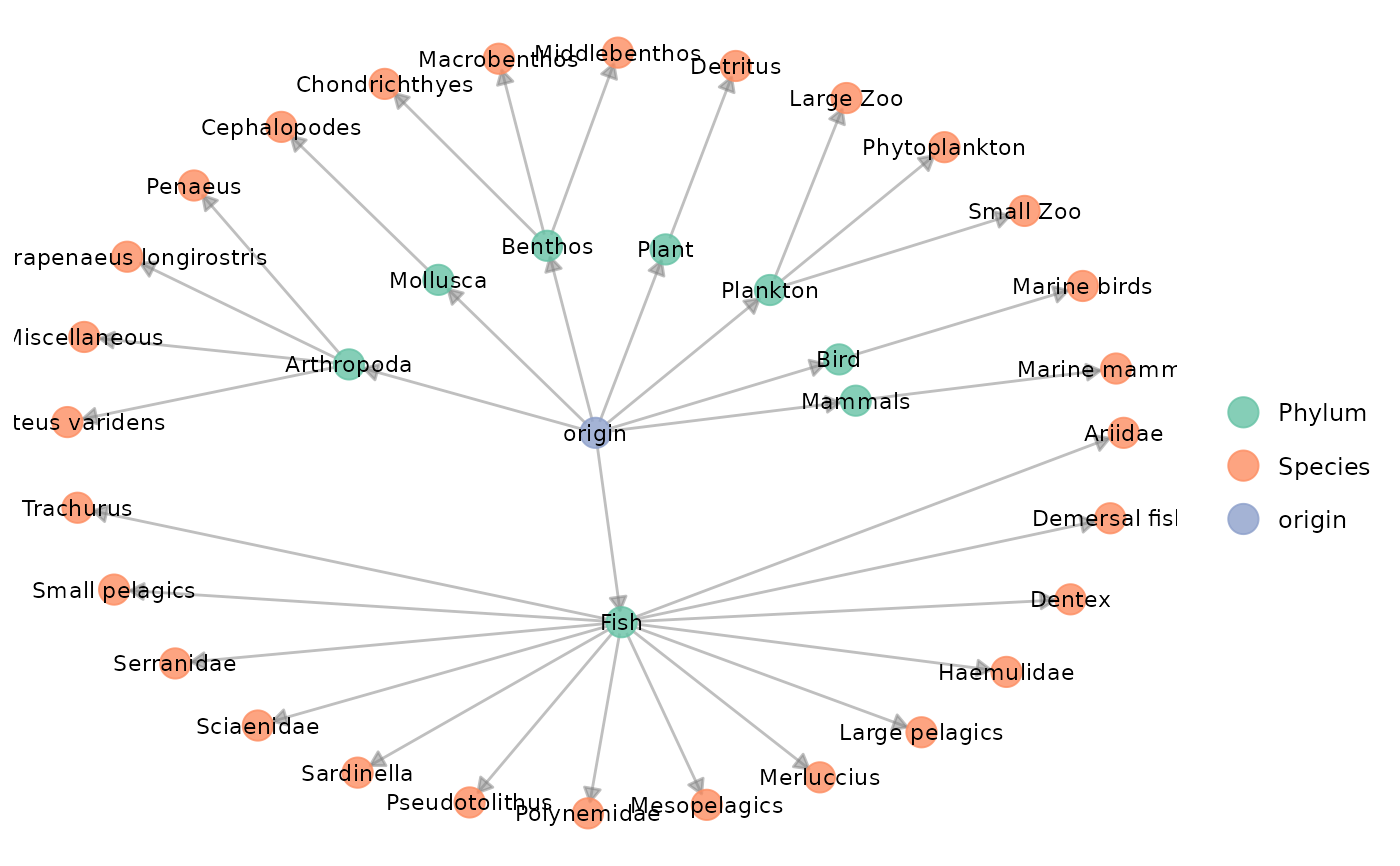 Middlebenthos
Macrobenthos
Detritus
Chondrichthyes
Large Zoo
Cephalopodes
Phytoplankton
Penaeus
Small Zoo
Benthos
Plant
rapenaeus longirostris
Mollusca
Marine birds
Plankton
Miscellaneous
Arthropoda
Bird
Marine mamm
Mammals
Phylum
teus varidens
origin
Ariidae
Species
Trachurus
Demersal fish
origin
Small pelagics
Dentex
Fish
Serranidae
Haemulidae
Sciaenidae
Large pelagics
Sardinella
Merluccius
Pseudotolithus
Mesopelagics
Polynemidae